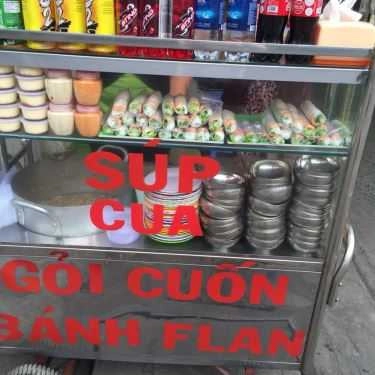 SÚP
CUA
GỎI CUỐN
BÁNH FLAN